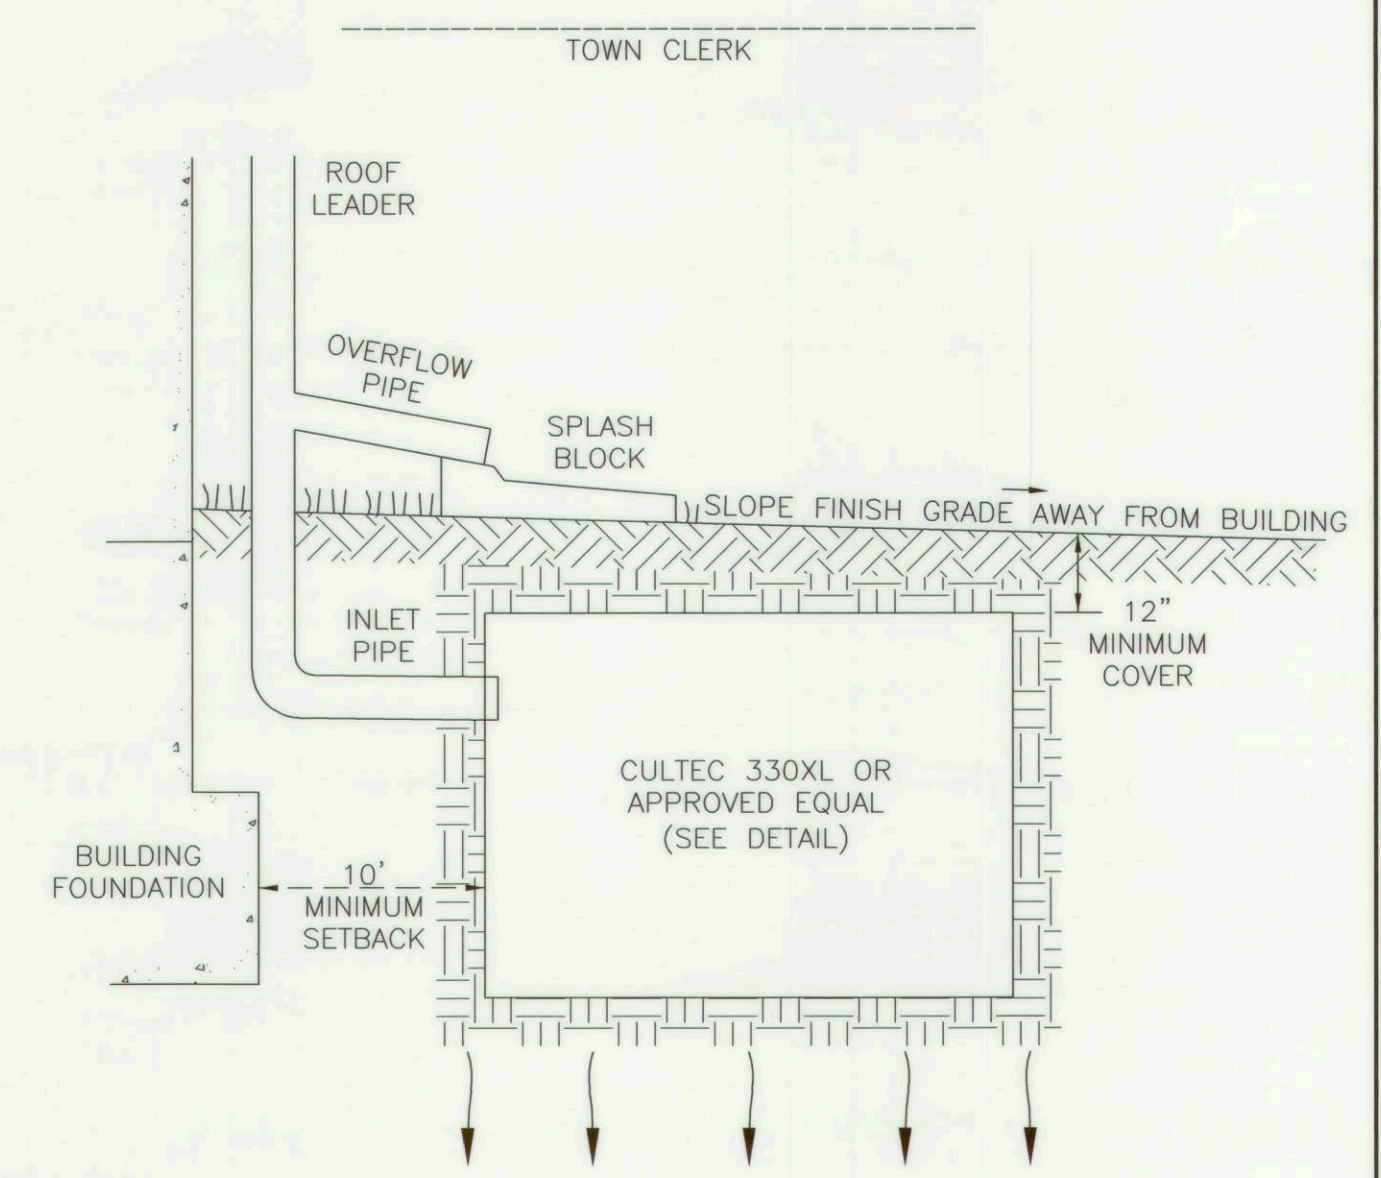 TOWN CLERK
ROOF
LEADER
OVERFLOW
PIPE
SPLASH
BLOCK
SLOPE FINISH GRADE AWAY FROM BUILDING
INLET
PIPE
12"
MINIMUM
COVER
CULTEC 330XL OR
APPROVED EQUAL
(SEE DETAIL)
BUILDING
FOUNDATION
10'
MINIMUM
SETBACK